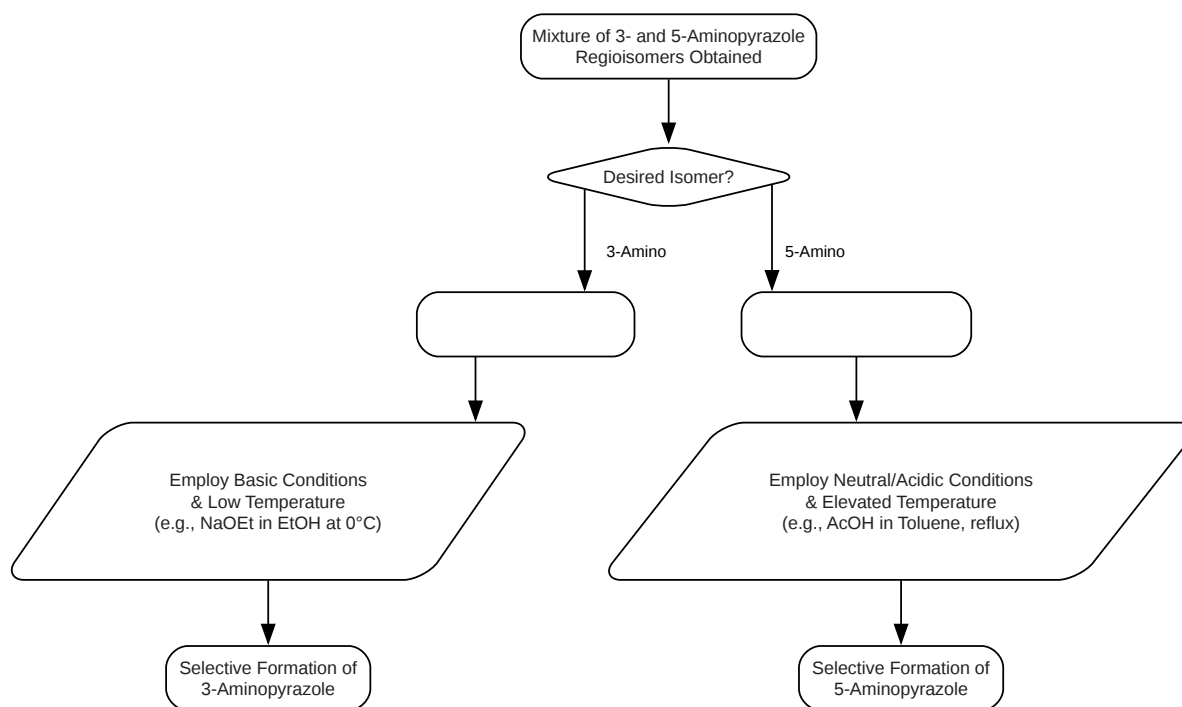 Mixture of 3- and 5-Aminopyrazole
Regioisomers Obtained
Desired Isomer?
3-Amino
5-Amino
Employ Basic Conditions
& Low Temperature
(e.g., NaOEt in EtOH at 0°C)
Employ Neutral/Acidic Conditions
& Elevated Temperature
(e.g., AcOH in Toluene, reflux)
Selective Formation of
3-Aminopyrazole
Selective Formation of
5-Aminopyrazole